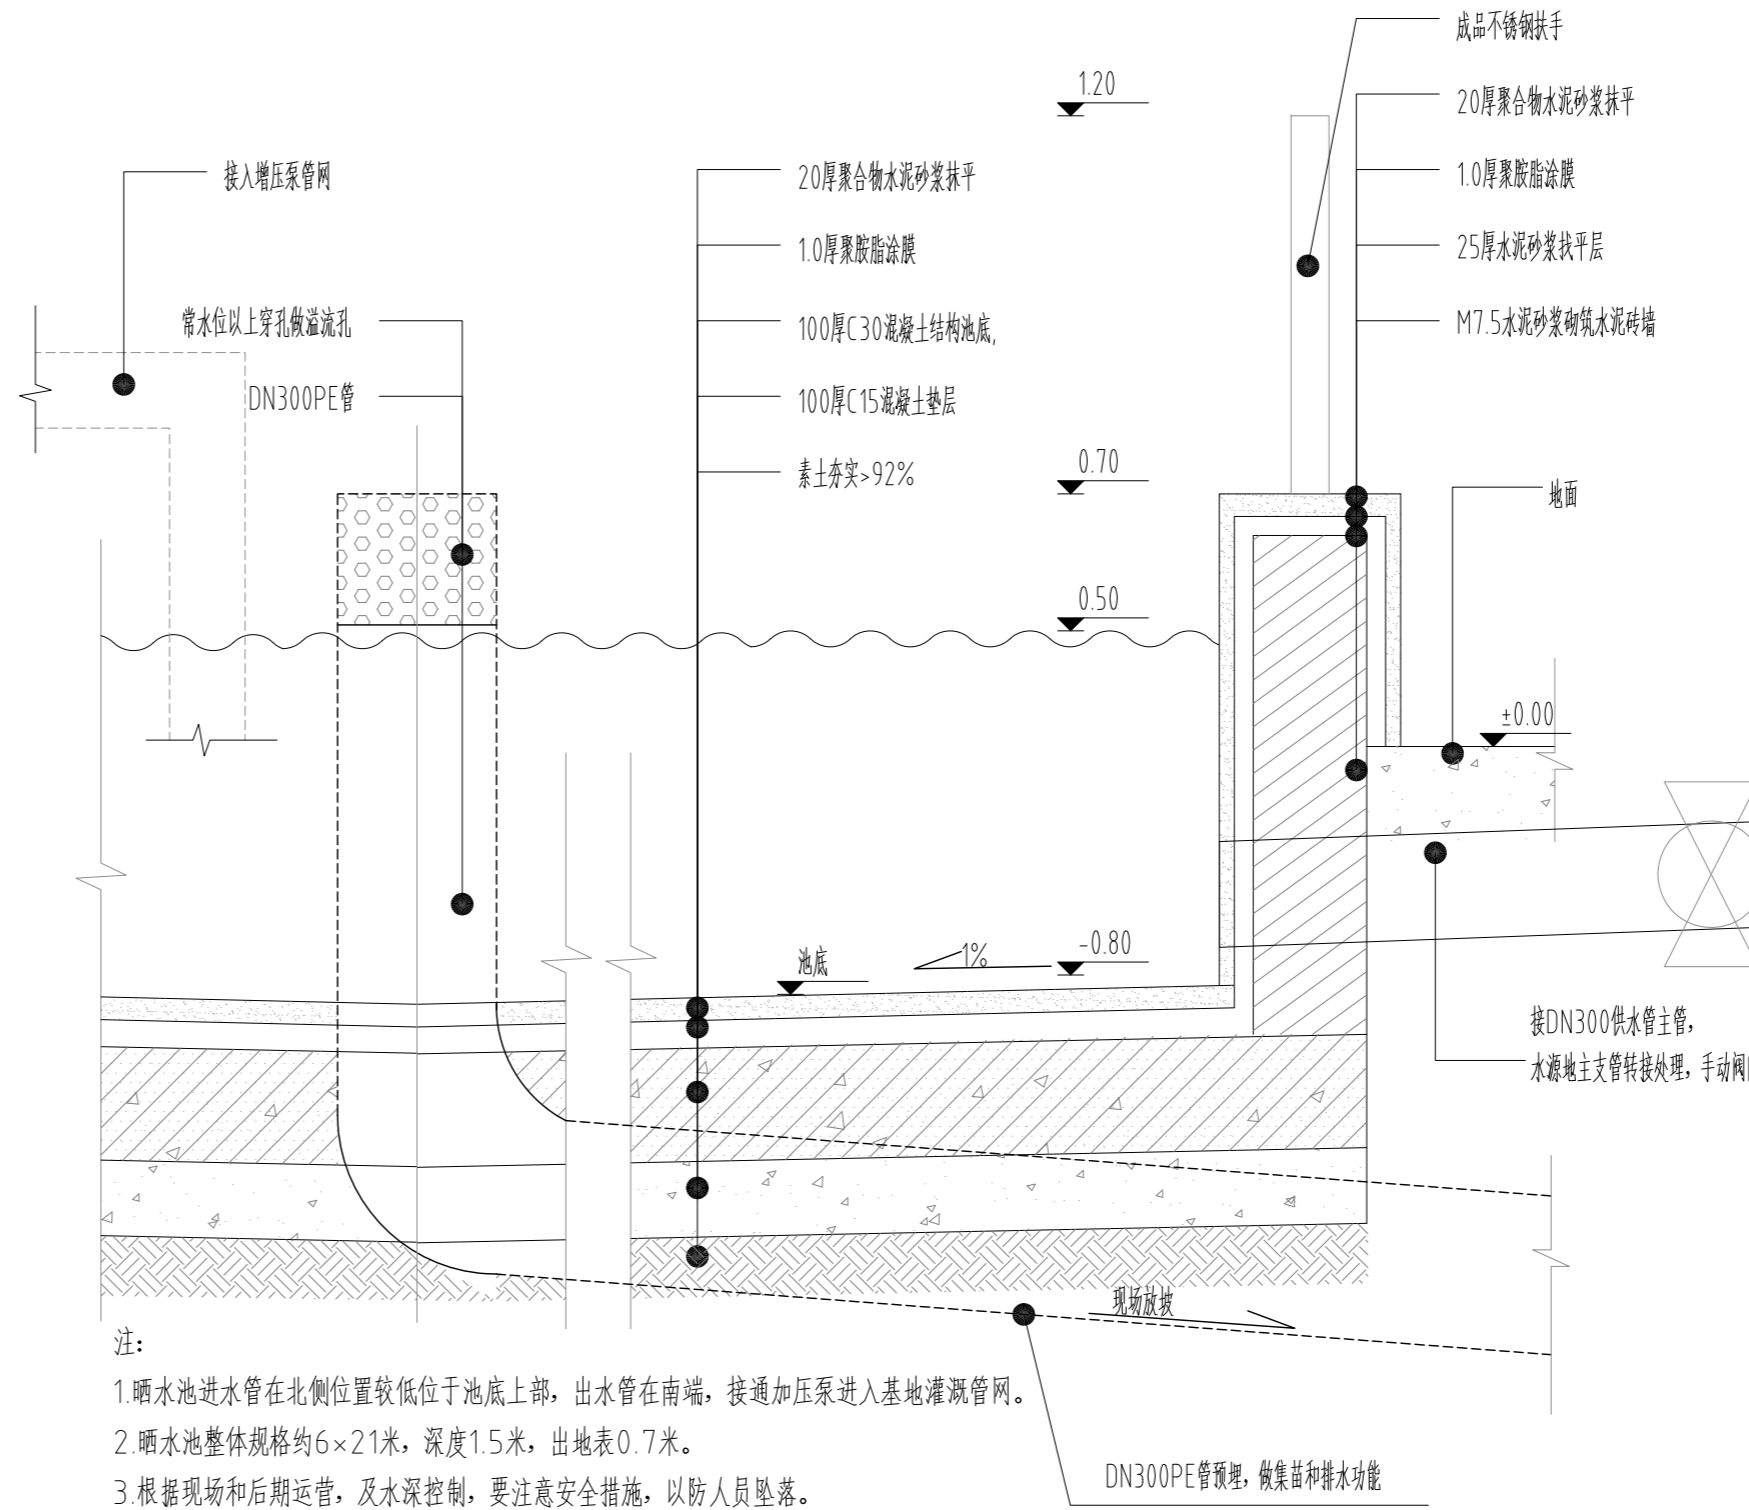 成品不锈钢扶手
1.20
20厚聚合物水泥砂浆抹平
接入增压泵管网
20厚聚合物水泥砂浆抹平
1.0厚聚胺脂涂膜
1.0厚聚胺脂涂膜
25厚水泥砂浆找平层
常水位以上穿孔做溢流孔
100厚C30混凝土结构池底,
M7.5水泥砂浆砌筑水泥砖墙
DN300PE管
100厚C15混凝土垫层
0.70
素土夯实>92%
地面
0.50
±0.00
池底
1%
-0.80
接DN300供水管主管，
水源地主支管转接处理，手动阀
现场放坡
注：
1.晒水池进水管在北侧位置较低位于池底上部，出水管在南端，接通加压泵进入基地灌溉管网。
2.晒水池整体规格约6×21米，深度1.5米，出地表0.7米。
DN300PE管预埋，做集苗和排水功能
3.根据现场和后期运营，及水深控制，要注意安全措施，以防人员坠落。